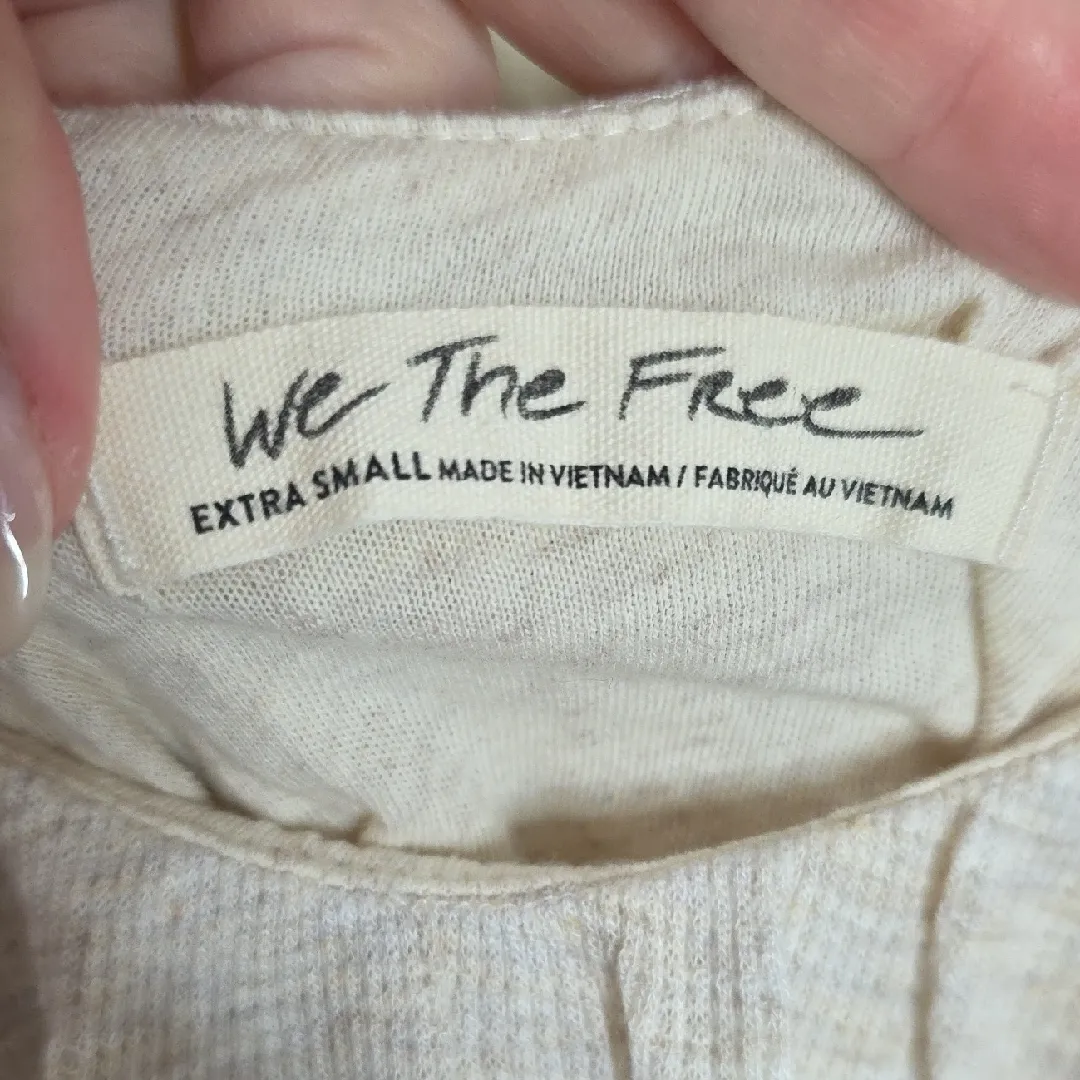 We The Free
EXTRA SMALL MADE IN VIETNAM / FABRIQUÉ AU VIETNAM